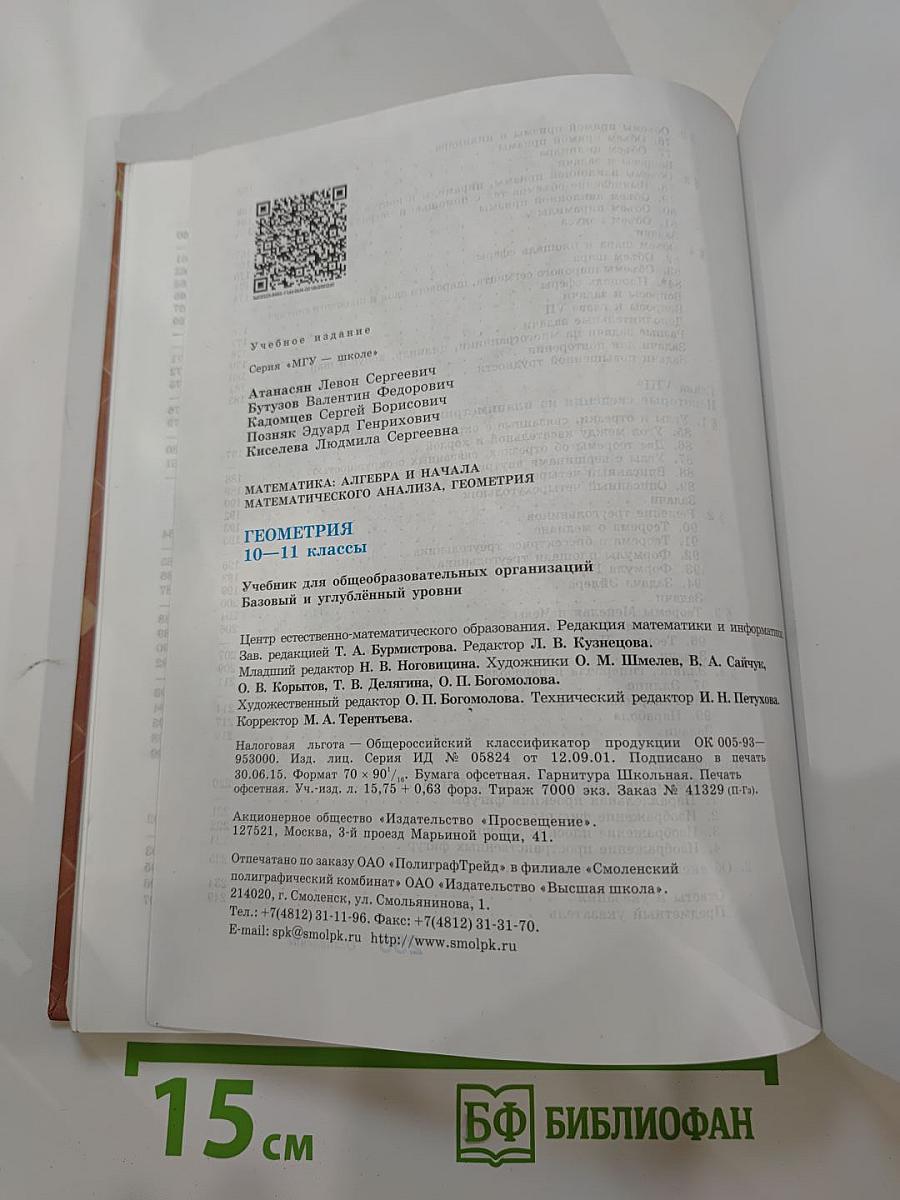 Учебное издание
Серия «МГУ — школе»
Атанасян Левон Сергеевич
Бутузов Валентин Федорович
Кадомцев Сергей Борисович
Позняк Эдуард Генрихович
Киселева Людмила Сергеевна
МАТЕМАТИКА: АЛГЕБРА И НАЧАЛА
МАТЕМАТИЧЕСКОГО АНАЛИЗА, ГЕОМЕТРИЯ
ГЕОМЕТРИЯ
10—11 классы
Учебник для общеобразовательных организаций
Базовый и углублённый уровни
Центр естественно-математического образования. Редакция математики и информатики
Зав. редакцией Т. А. Бурмистрова. Редактор Л. В. Кузнецова.
Младший редактор Н. В. Ноговицина. Художники О. М. Шмелев, В. А. Сайчук,
О. В. Корытов, Т. В. Делягина, О. П. Богомолова.
Художественный редактор О. П. Богомолова. Технический редактор И. Н. Петухова.
Корректор М. А. Терентьева.
Налоговая льгота — Общероссийский классификатор продукции ОК 005-93—
953000. Изд. лиц. Серия ИД № 05824 от 12.09.01. Подписано в печать
30.06.15. Формат 70 × 90 1/16. Бумага офсетная. Гарнитура Школьная. Печать
офсетная. Уч.-изд. л. 15,75 + 0,63 форз. Тираж 7000 экз. Заказ № 41329 (П-Гз).
Акционерное общество «Издательство «Просвещение».
127521, Москва, 3-й проезд Марьиной рощи, 41.
Отпечатано по заказу ОАО «ПолиграфТрейд» в филиале «Смоленский
полиграфический комбинат» ОАО «Издательство «Высшая школа».
214020, г. Смоленск, ул. Смольянинова, 1.
Тел.: +7(4812) 31-11-96. Факс: +7(4812) 31-31-70.
E-mail: spk@smolpk.ru http://www.smolpk.ru
15 см
БФ БИБЛИОФАН